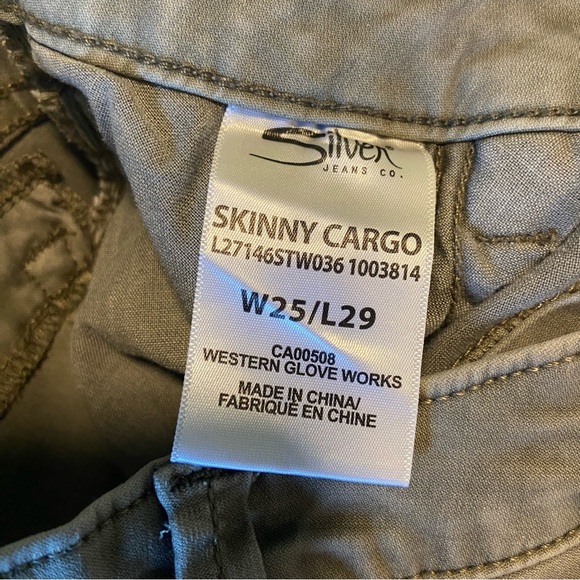 Silver
JEANS CO.
SKINNY CARGO
L27146STW036 1003814
W25/L29
CA00508
WESTERN GLOVE WORKS
MADE IN CHINA/
FABRIQUÉ EN CHINE